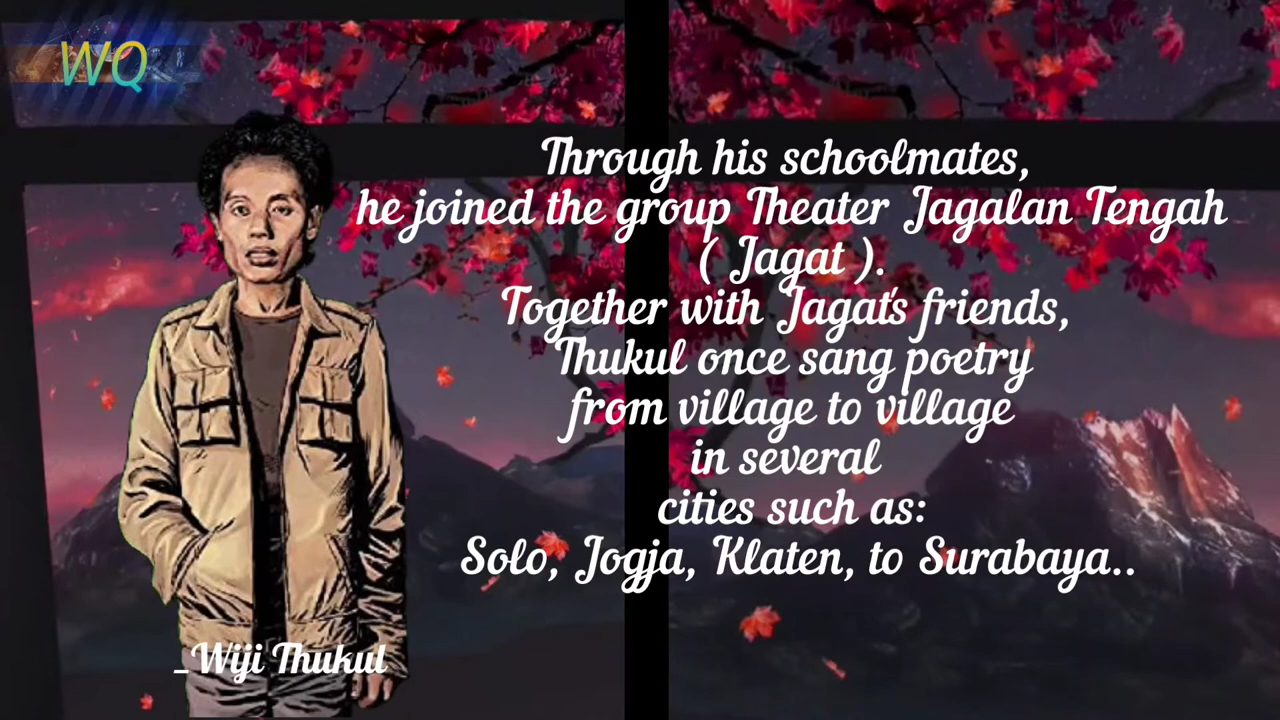 WQ
Through his schoolmates,
he joined the group Theater Jagalan Tengah
( Jagat ).
Together with Jagat's friends,
Thukul once sang poetry
from village to village
in several
cities such as:
Solo, Jogja, Klaten, to Surabaya..
_Wiji Thukul